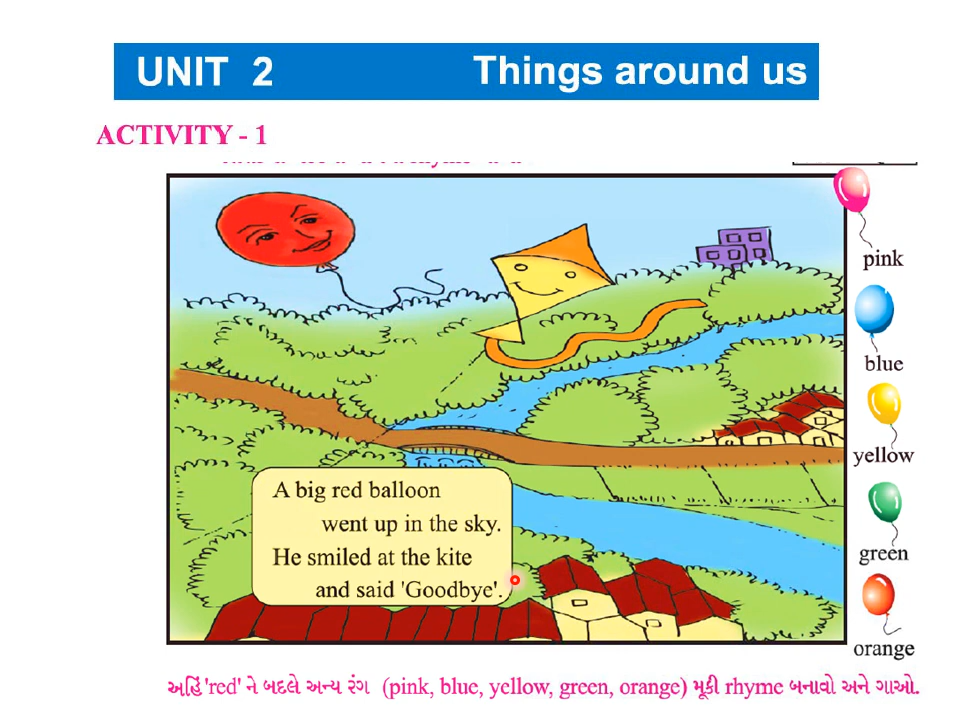 UNIT 2 Things around us
ACTIVITY - 1
pink
blue
yellow
green
orange
A big red balloon
went up in the sky.
He smiled at the kite
and said 'Goodbye'.
અહિં 'red' ને બદલે અન્ય રંગ (pink, blue, yellow, green, orange) મૂકી rhyme બનાવો અને ગાઓ.